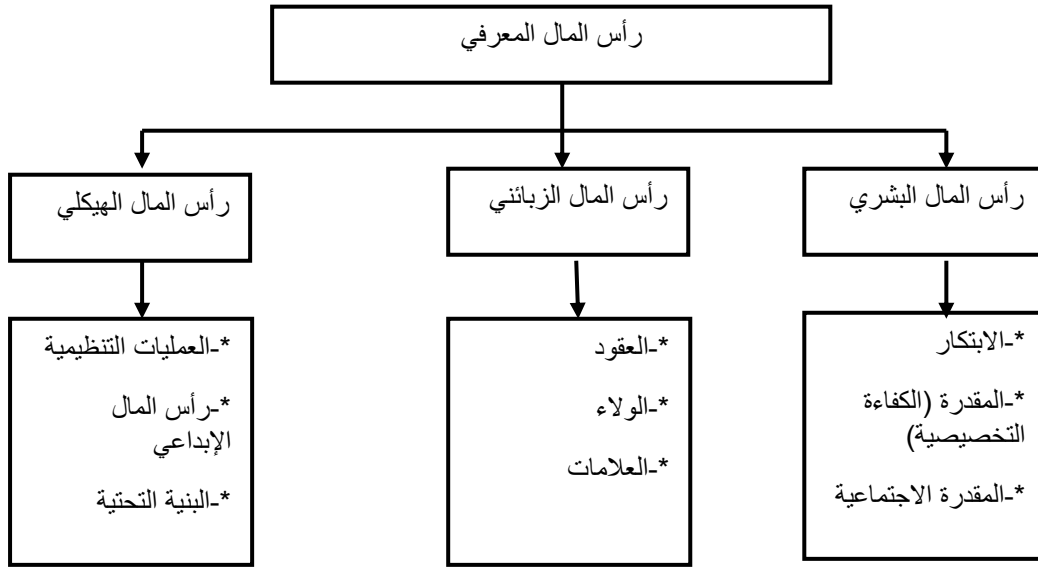 رأس المال المعرفي
رأس المال البشري
رأس المال الزبائني
رأس المال الهيكلي
*-الابتكار
*-المقدرة (الكفاءة
التخصيصية)
*-المقدرة الاجتماعية
*-العقود
*-الولاء
*-العلامات
*-العمليات التنظيمية
*-رأس المال
الإبداعي
*-البنية التحتية